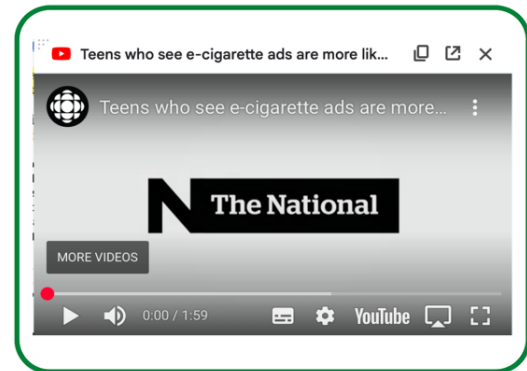 Teens who see e-cigarette ads are more lik...
Teens who see e-cigarette ads are more...
N The National
MORE VIDEOS
0:00 / 1:59
YouTube